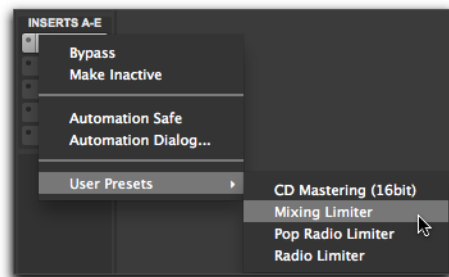 INSERTS A-E
Bypass
Make Inactive
Automation Safe
Automation Dialog...
User Presets
CD Mastering (16bit)
Mixing Limiter
Pop Radio Limiter
Radio Limiter